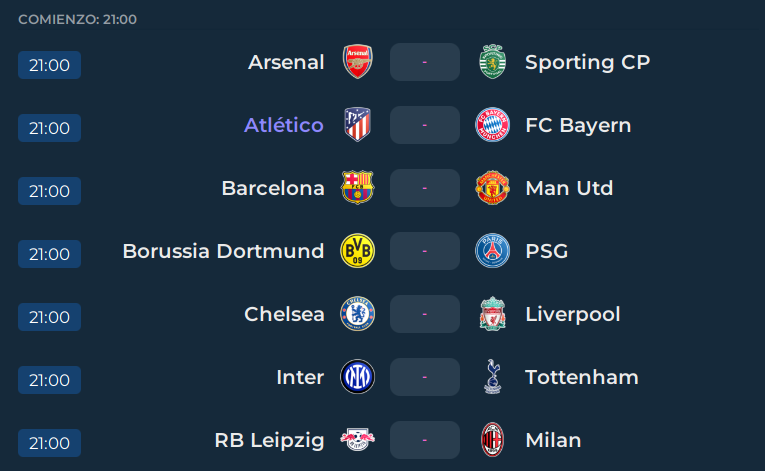 COMIENZO: 21:00
21:00 Arsenal - Sporting CP
21:00 Atlético - FC Bayern
21:00 Barcelona - Man Utd
21:00 Borussia Dortmund - PSG
21:00 Chelsea - Liverpool
21:00 Inter - Tottenham
21:00 RB Leipzig - Milan